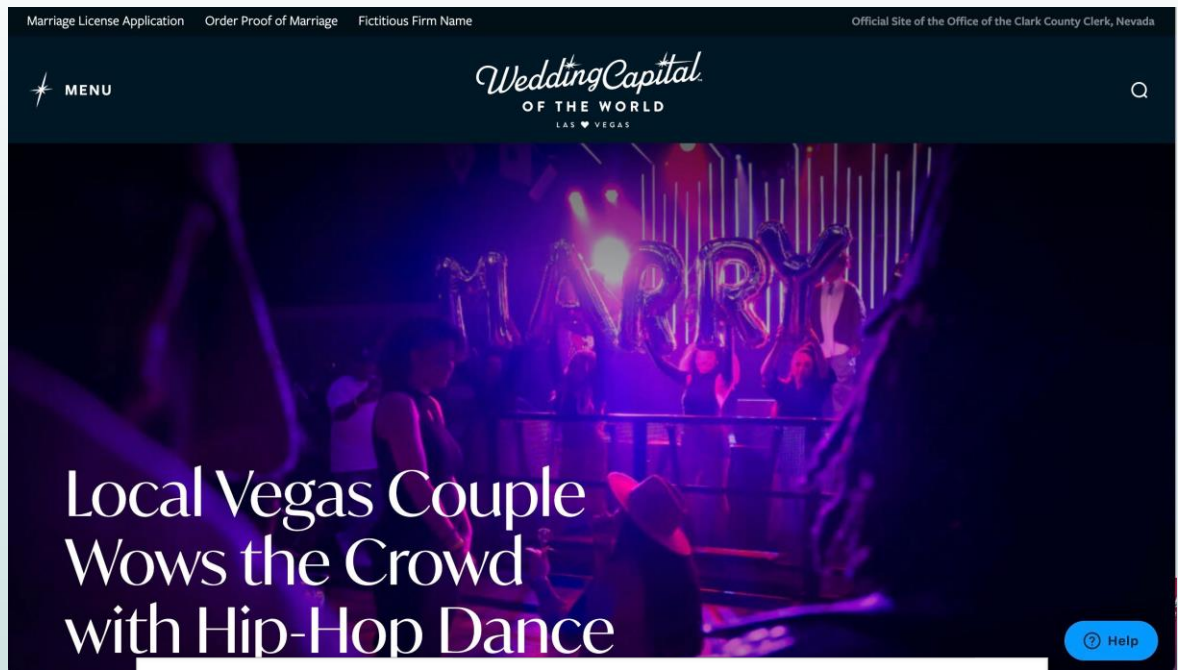 Marriage License Application Order Proof of Marriage Fictitious Firm Name Official Site of the Office of the Clark County Clerk, Nevada
MENU
WeddingCapital
OF THE WORLD
LAS ♥ VEGAS
MARRY
Local Vegas Couple
Wows the Crowd
with Hip-Hop Dance
Help